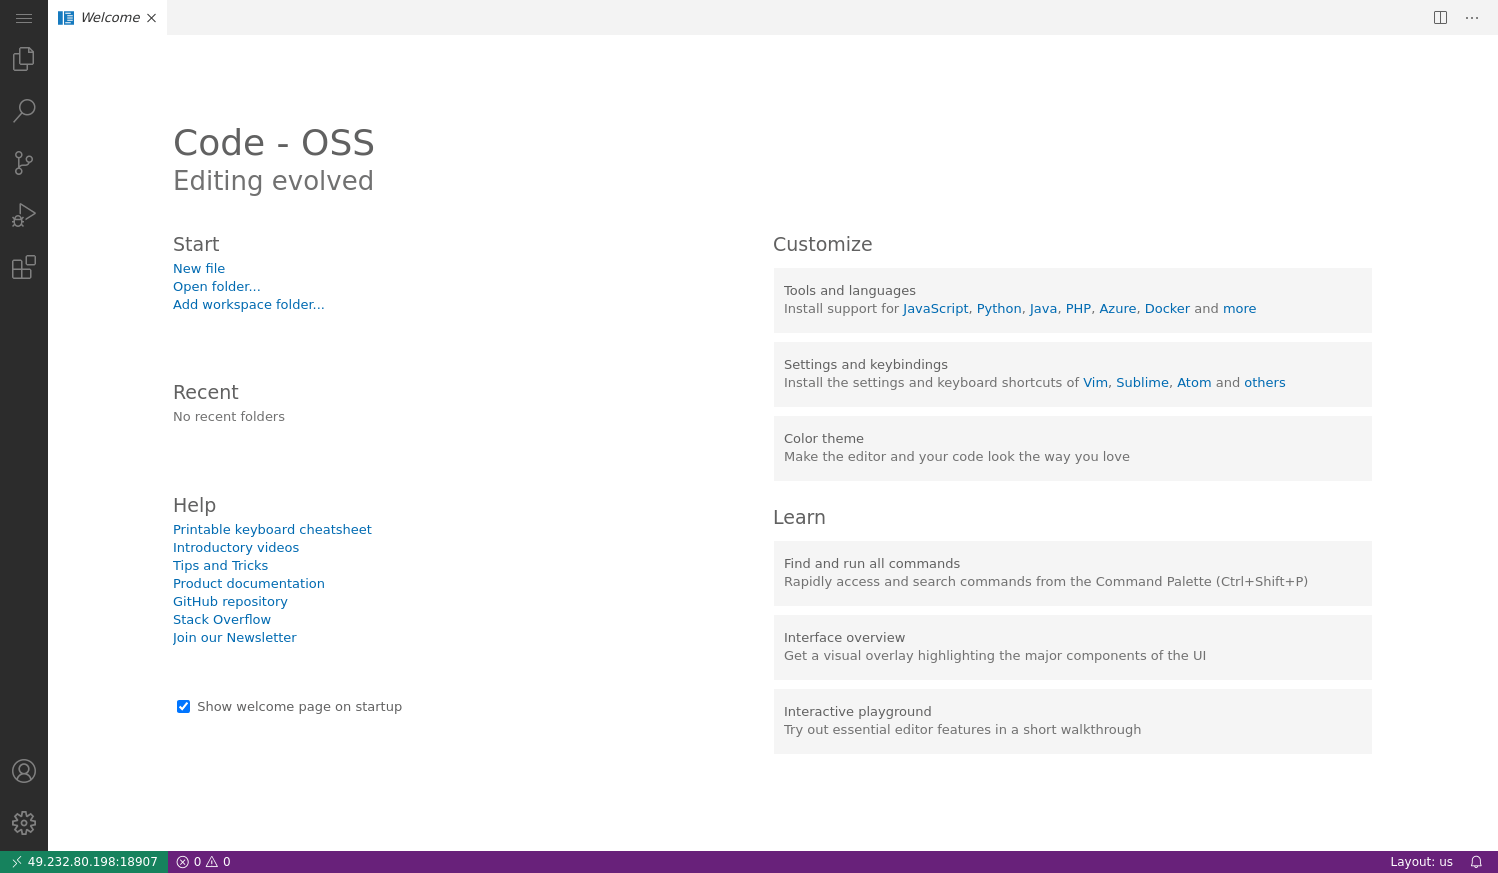 Welcome
Code - OSS
Editing evolved
Start
New file
Open folder...
Add workspace folder...
Recent
No recent folders
Help
Printable keyboard cheatsheet
Introductory videos
Tips and Tricks
Product documentation
GitHub repository
Stack Overflow
Join our Newsletter
Show welcome page on startup
Customize
Tools and languages
Install support for JavaScript, Python, Java, PHP, Azure, Docker and more
Settings and keybindings
Install the settings and keyboard shortcuts of Vim, Sublime, Atom and others
Color theme
Make the editor and your code look the way you love
Learn
Find and run all commands
Rapidly access and search commands from the Command Palette (Ctrl+Shift+P)
Interface overview
Get a visual overlay highlighting the major components of the UI
Interactive playground
Try out essential editor features in a short walkthrough
49.232.80.198:18907 0 0 Layout: us